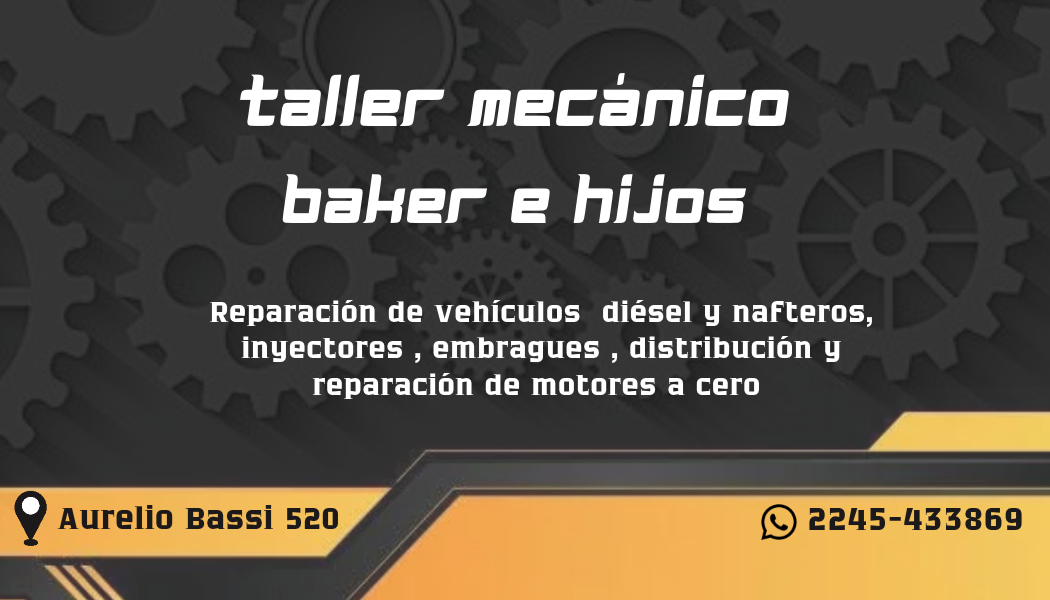 taller mecánico
baker e hijos
Reparación de vehículos diésel y nafteros,
inyectores , embragues , distribución y
reparación de motores a cero
Aurelio Bassi 520
2245-433869